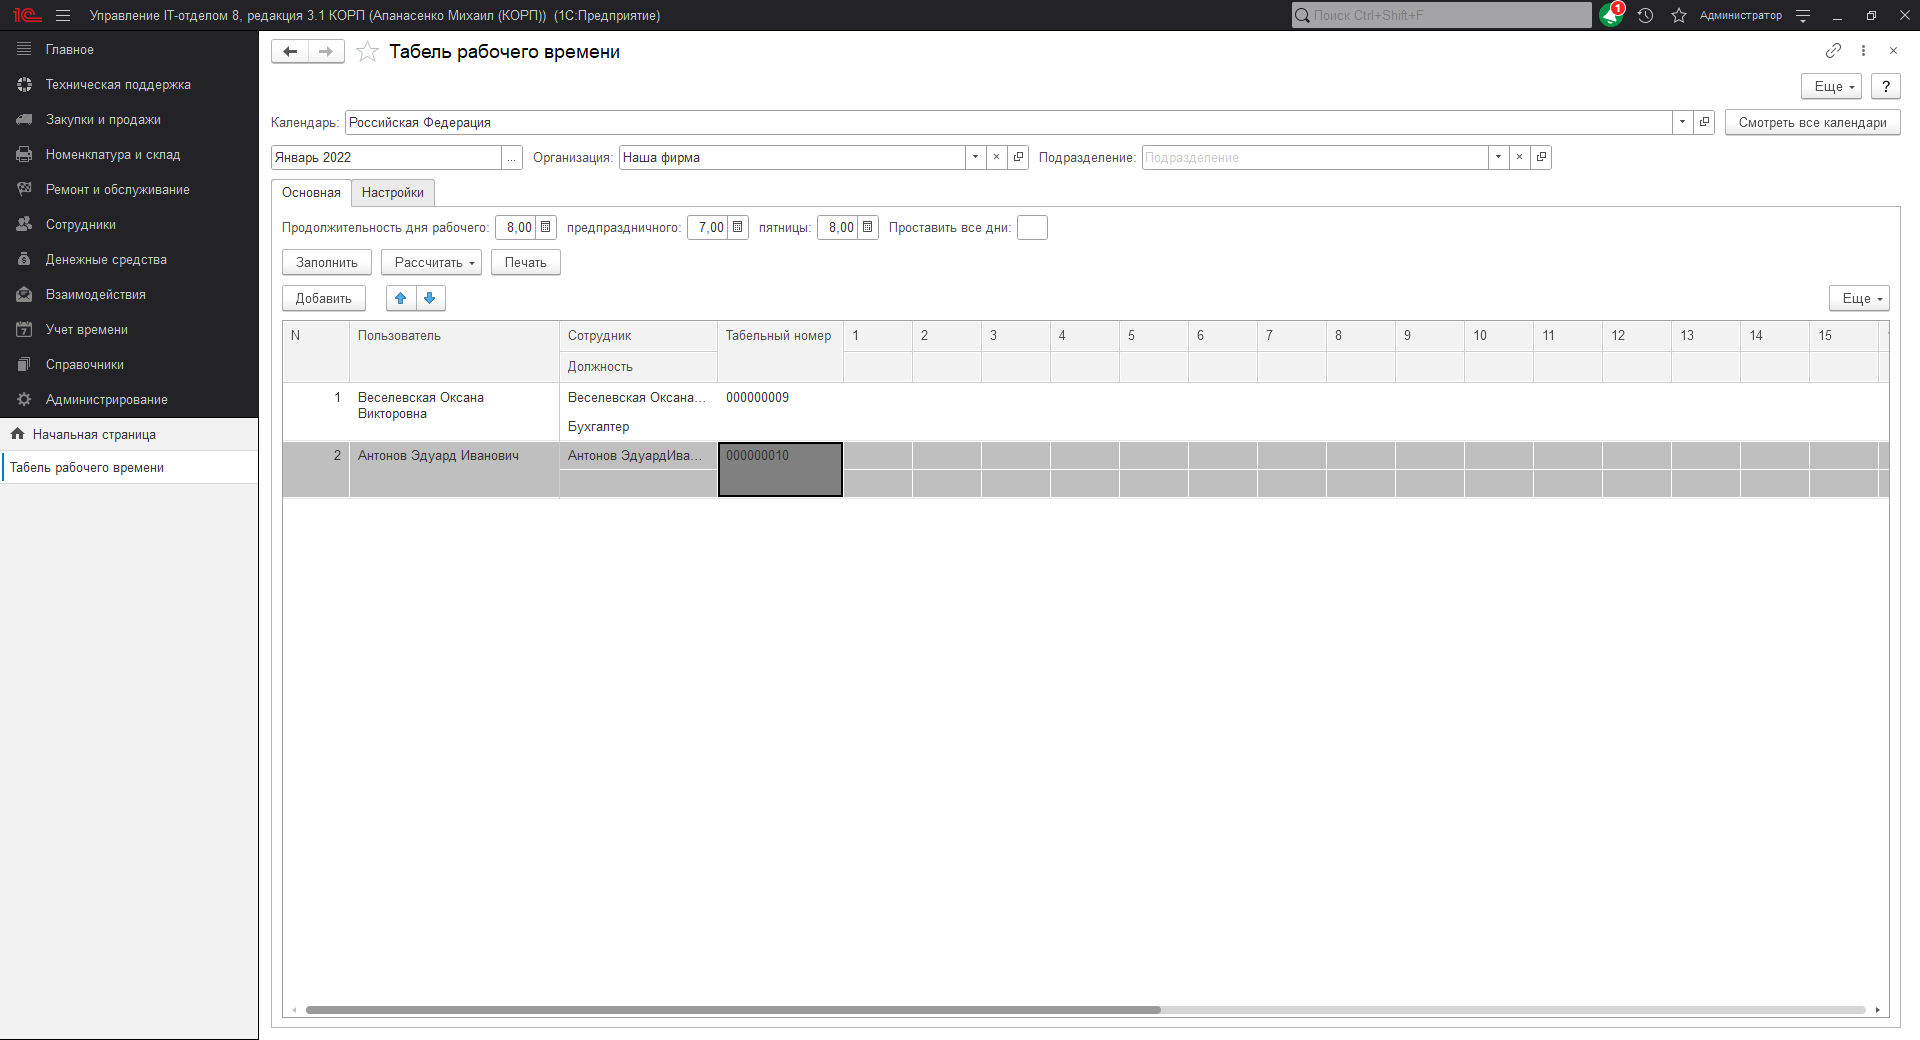 Управление IT-отделом 8, редакция 3.1 КОРП (Апанасенко Михаил (КОРП)) (1С:Предприятие)
Поиск Ctrl+Shift+F
1
Администратор
Главное
Техническая поддержка
Закупки и продажи
Номенклатура и склад
Ремонт и обслуживание
Сотрудники
Денежные средства
Взаимодействия
Учет времени
Справочники
Администрирование
Начальная страница
Табель рабочего времени
Табель рабочего времени
Еще ?
Календарь: Российская Федерация Смотреть все календари
Январь 2022 ... Организация: Наша фирма Подразделение: Подразделение
Основная Настройки
Продолжительность дня рабочего: 8,00 предпраздничного: 7,00 пятницы: 8,00 Проставить все дни:
Заполнить Рассчитать Печать
Добавить Еще
N Пользователь Сотрудник Табельный номер 1 2 3 4 5 6 7 8 9 10 11 12 13 14 15
Должность
1 Веселевская Оксана Викторовна Веселевская Оксана... 000000009
Бухгалтер
2 Антонов Эдуард Иванович Антонов ЭдуардИва... 000000010